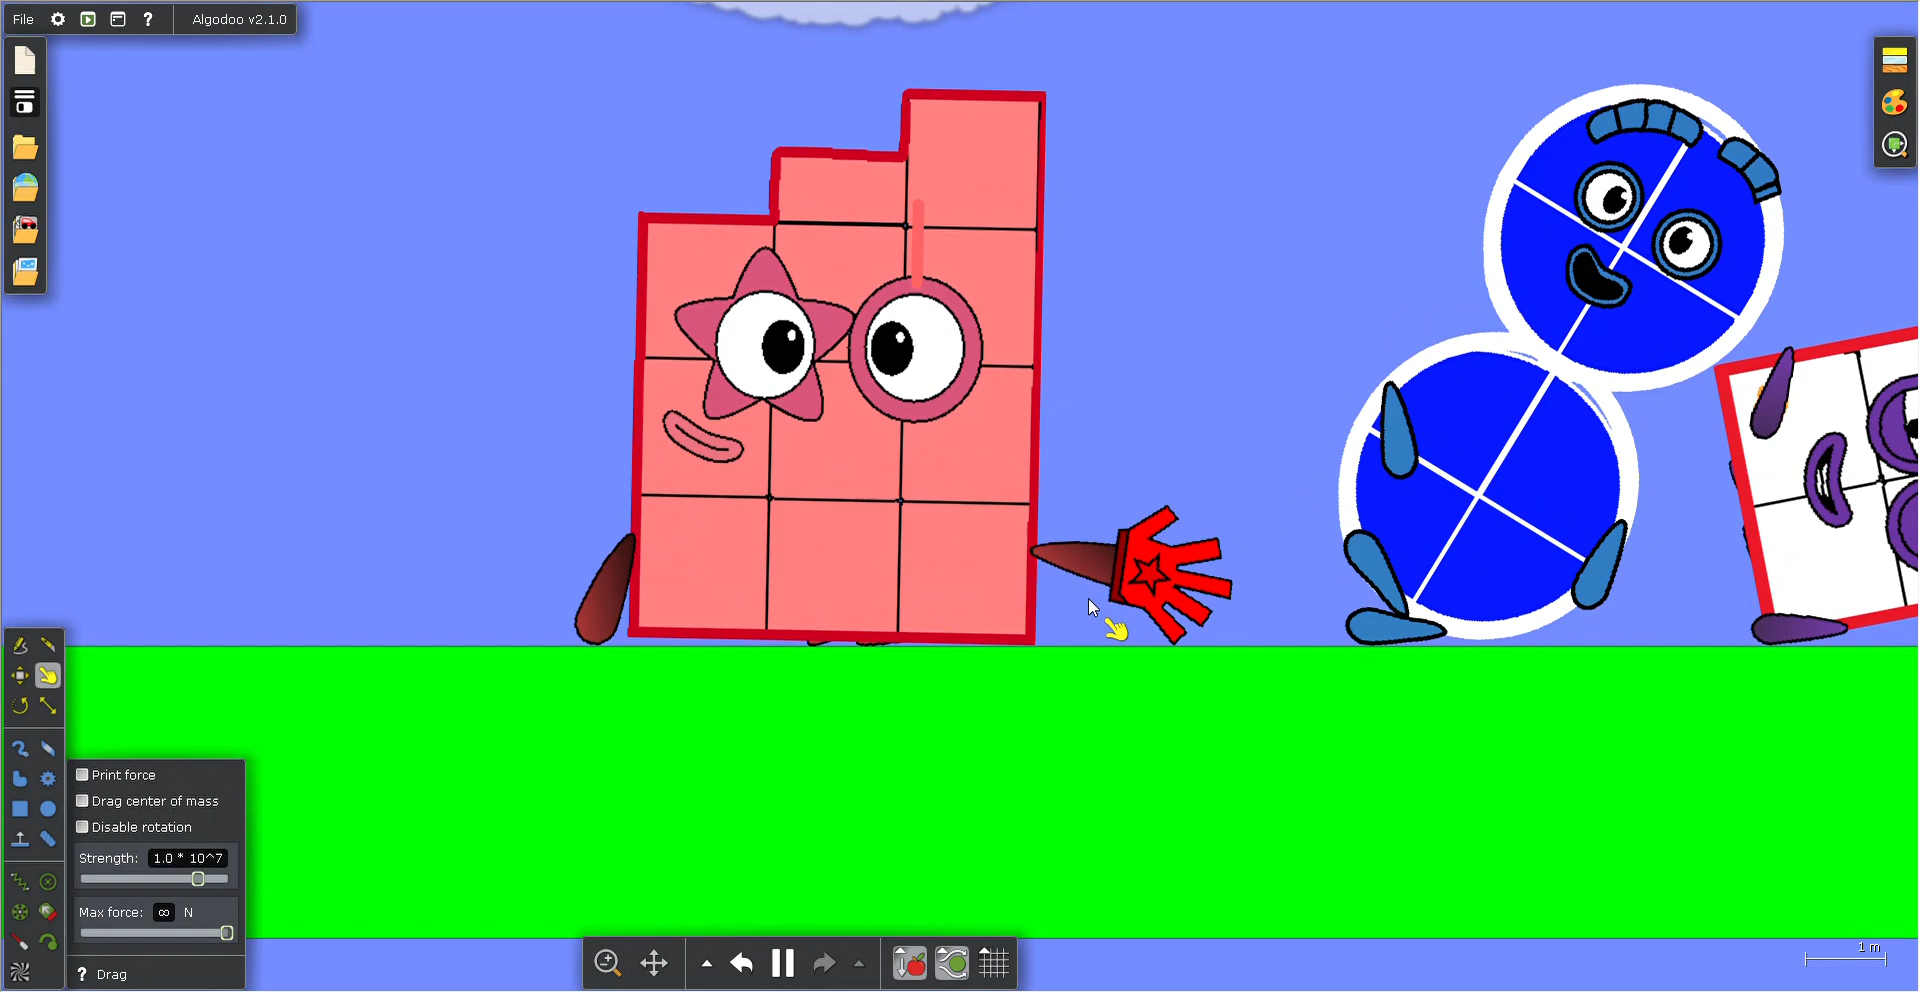 File ? Algodoo v2.1.0
Print force
Drag center of mass
Disable rotation
Strength: 1.0 * 10^7
Max force: ∞ N
? Drag
1 m